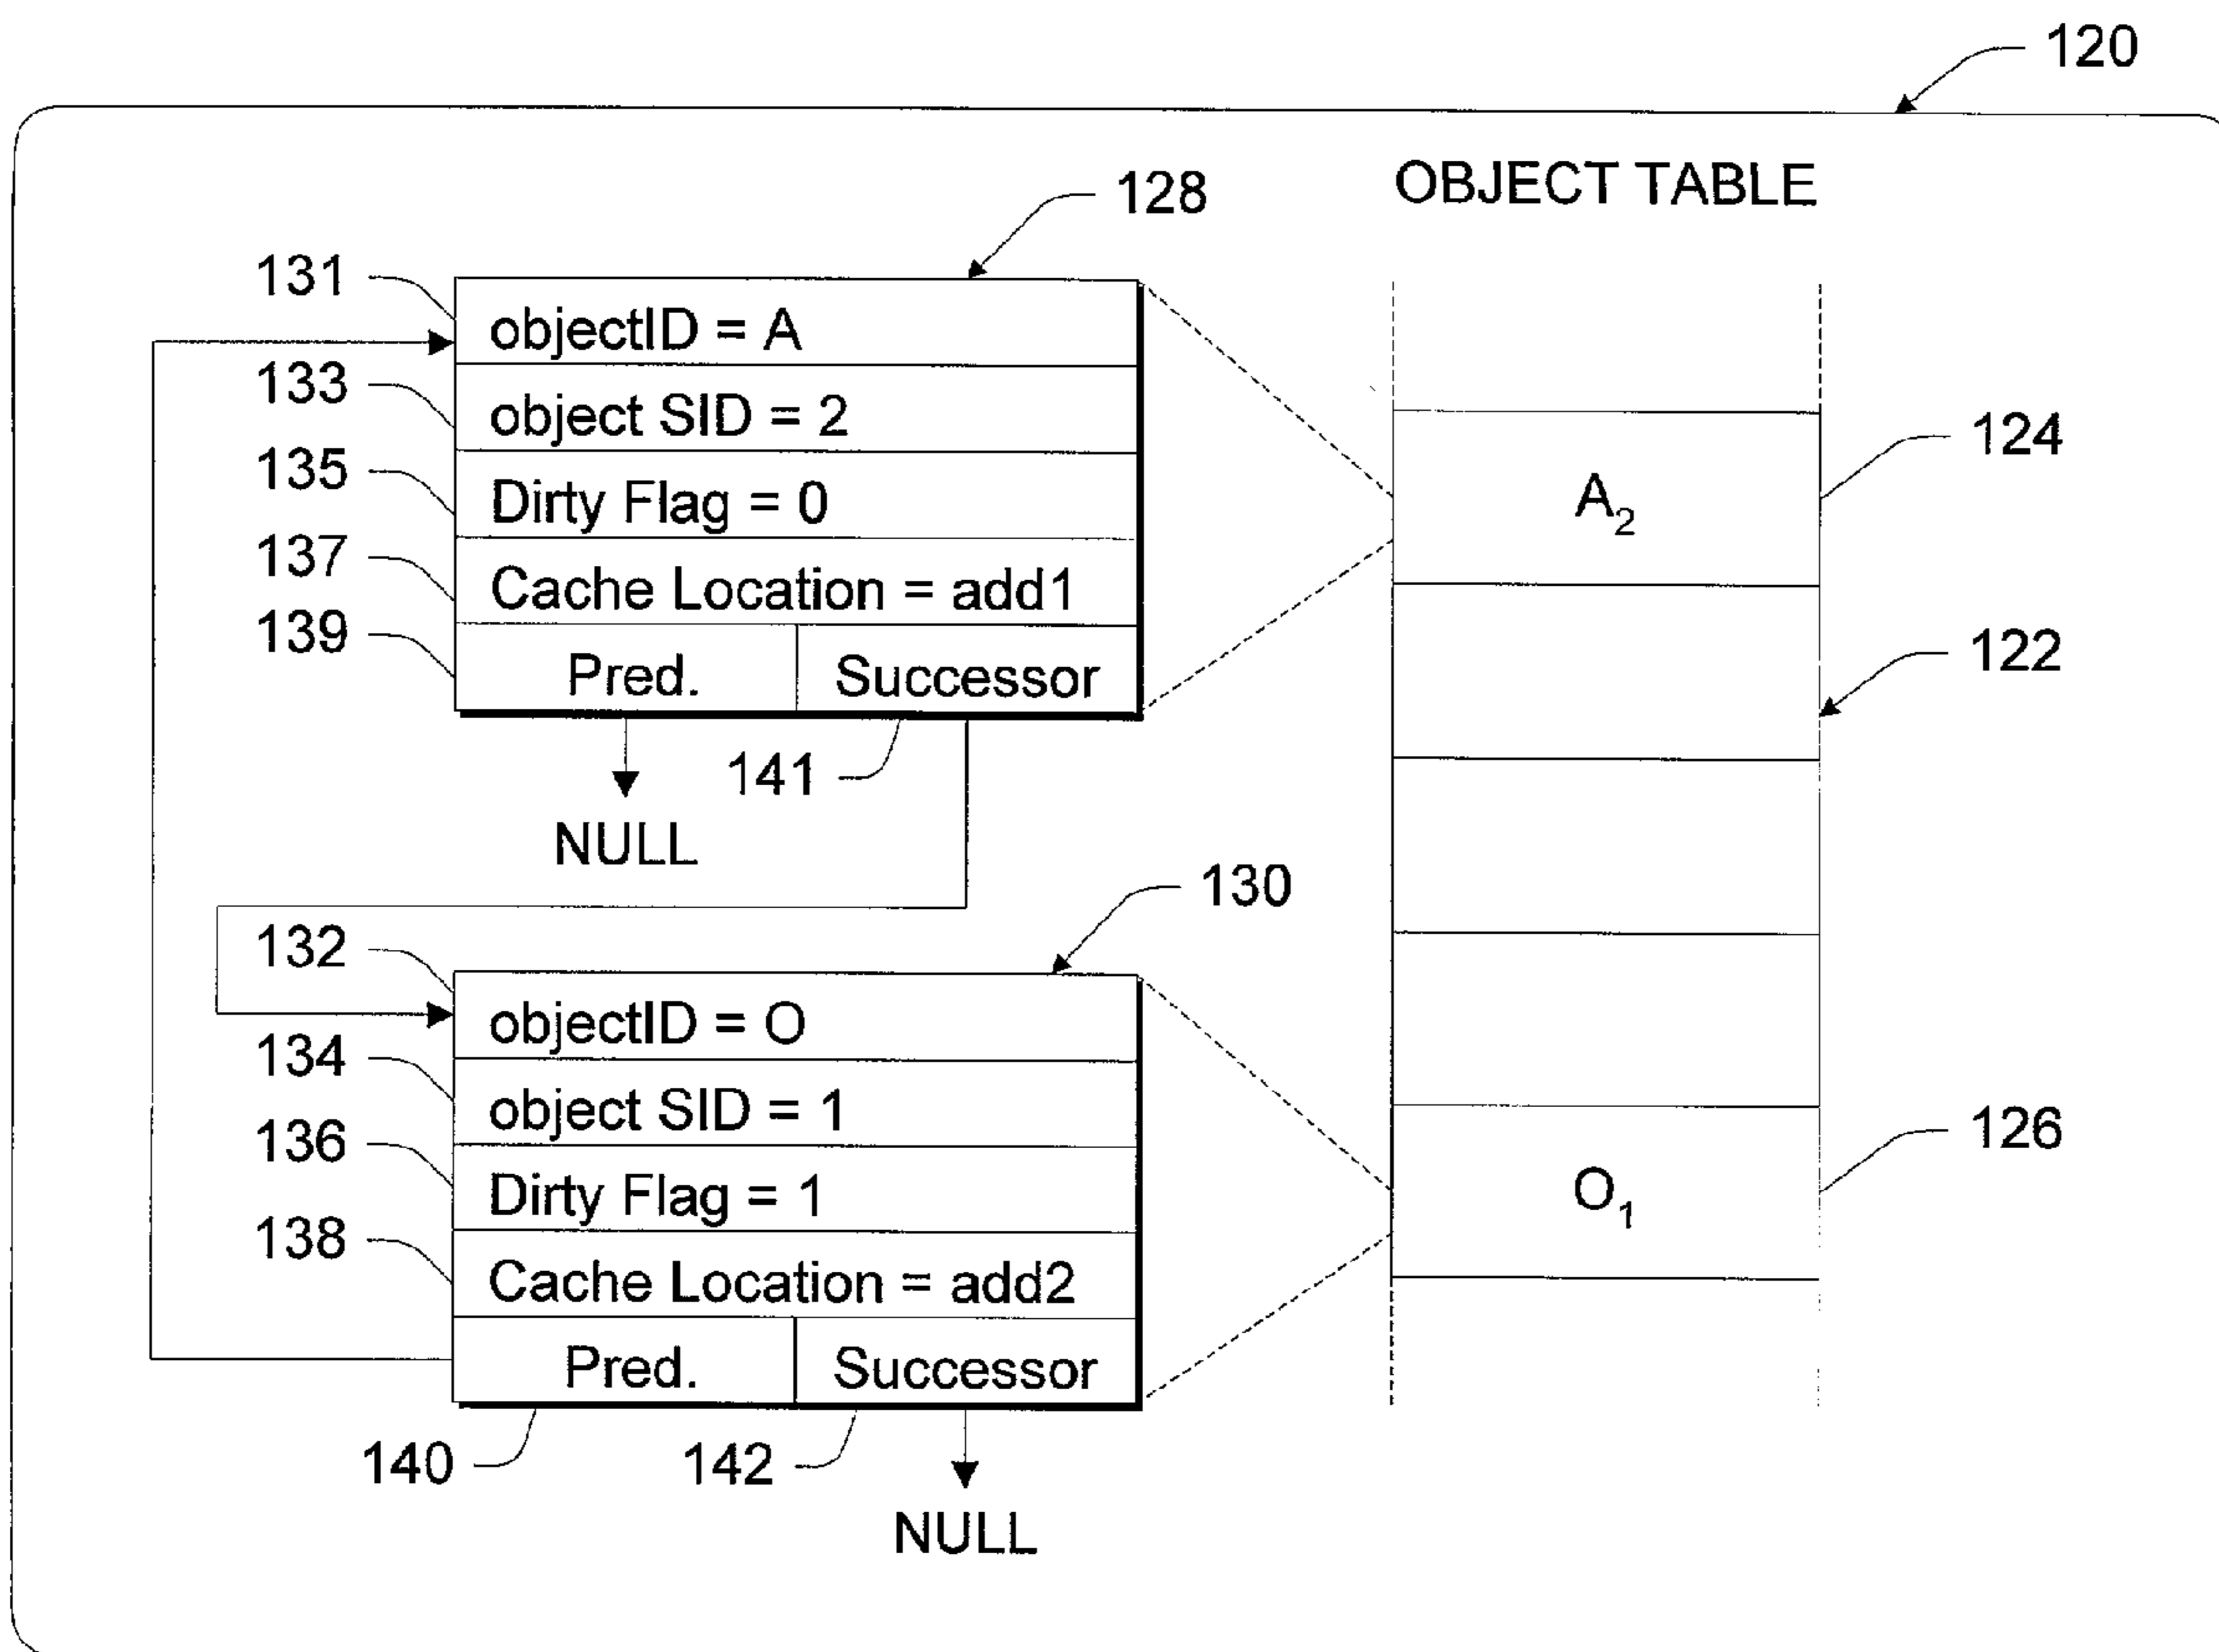 120
OBJECT TABLE
128
131
objectID = A
133
object SID = 2
135
Dirty Flag = 0
137
Cache Location = add1
139
Pred.
Successor
141
NULL
124
A2
122
130
132
objectID = O
134
object SID = 1
136
Dirty Flag = 1
138
Cache Location = add2
Pred.
Successor
140
142
NULL
126
O1